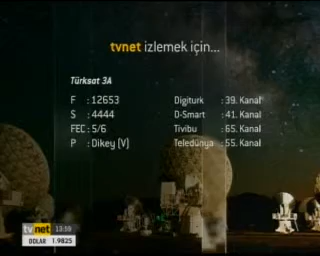 tvnet izlemek için...
Türksat 3A
F : 12653
S : 4444
FEC : 5/6
P : Dikey (V)
Digiturk : 39. Kanal
D-Smart : 41. Kanal
Tivibu : 65. Kanal
Teledünya : 55. Kanal
tvnet 13:59
DOLAR 1.9825